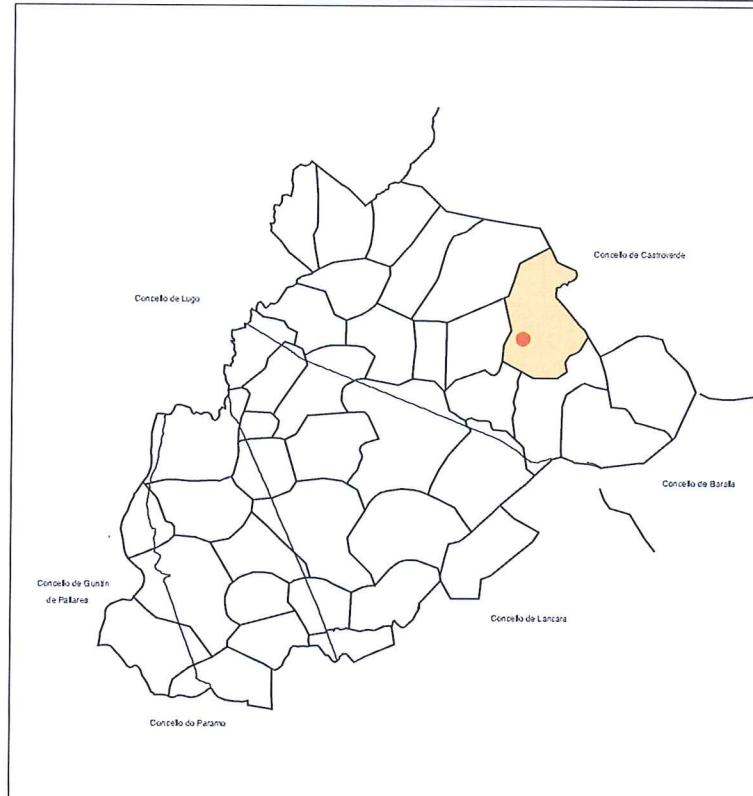 Concello de Castroverde
Concello de Lugo
Concello de Baralla
Concello de Guntín
de Pallares
Concello de Láncara
Concello do Páramo